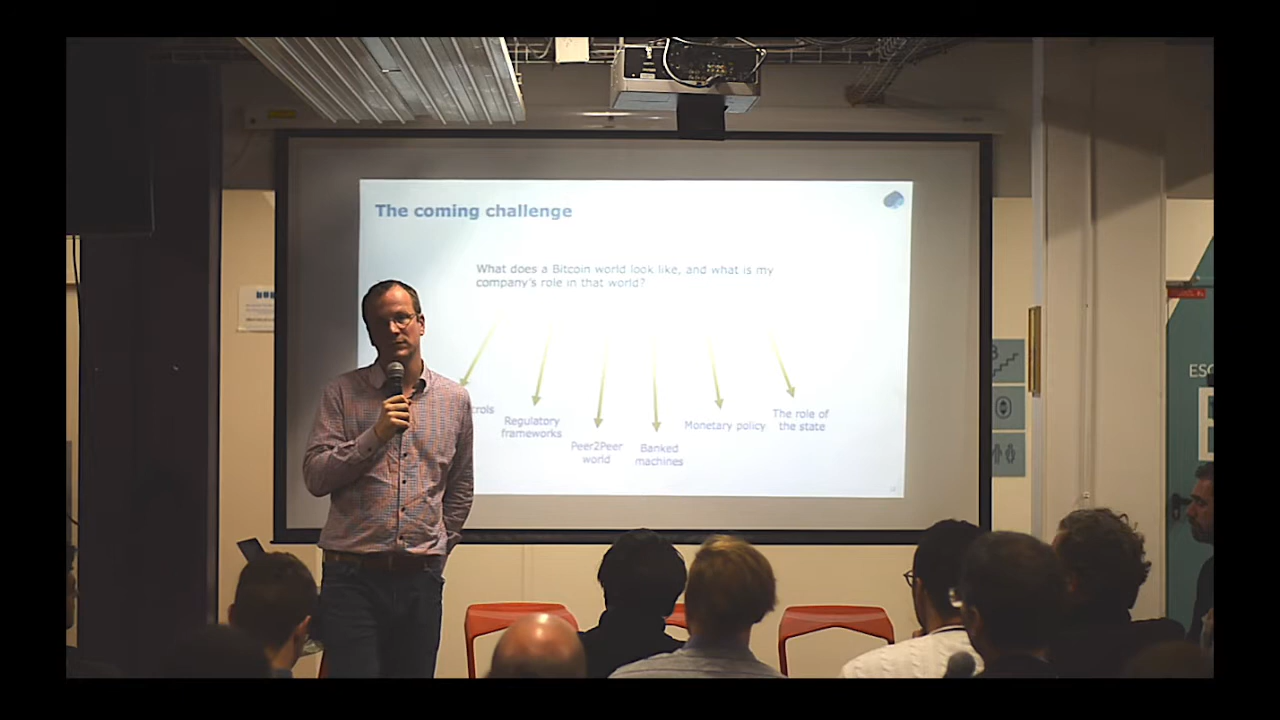 The coming challenge
What does a Bitcoin world look like, and what is my
company's role in that world?
Regulatory
frameworks
Peer2Peer
world
Banked
machines
Monetary policy
The role of
the state
ESC